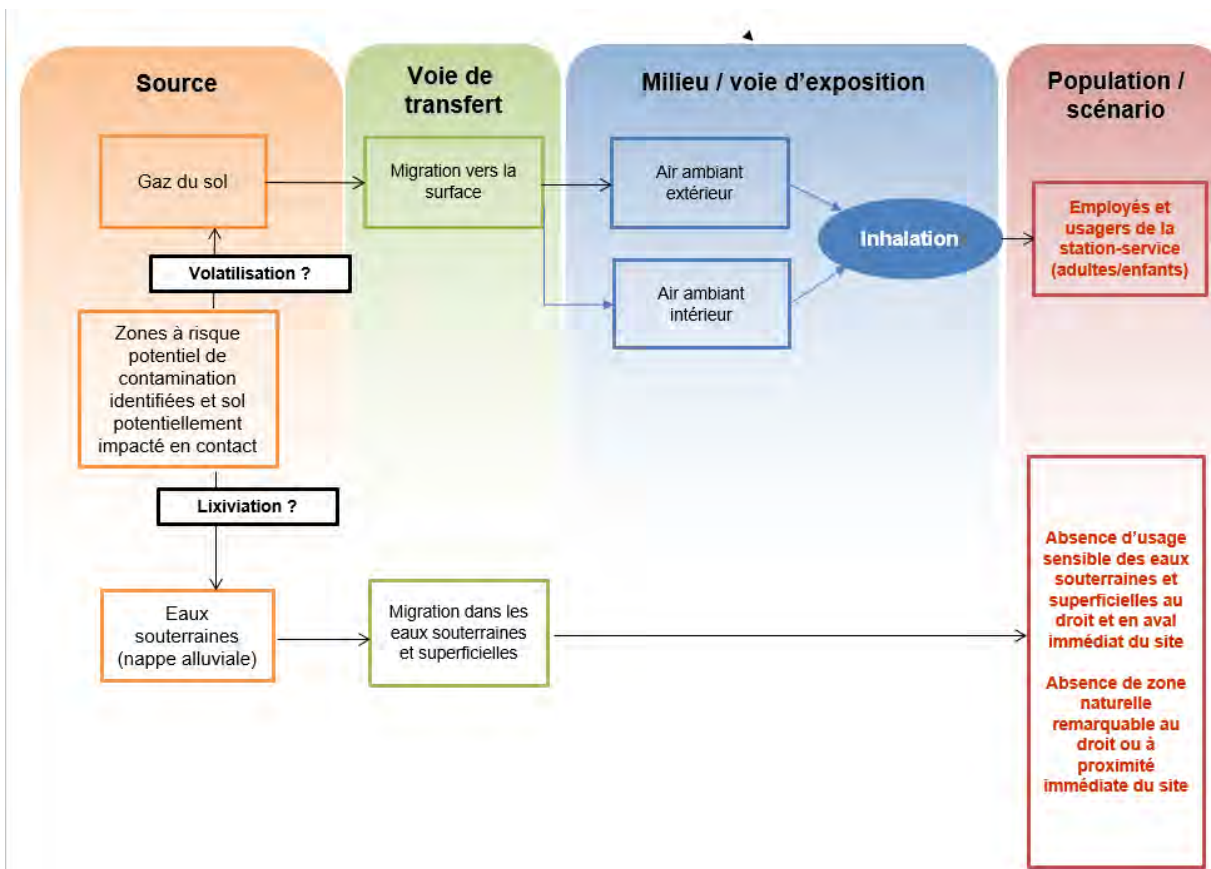 Source
Voie de
transfert
Milieu / voie d’exposition
Population /
scénario
Gaz du sol
Migration vers la
surface
Air ambiant
extérieur
Inhalation
Employés et
usagers de la
station-service
(adultes/enfants)
Volatilisation ?
Air ambiant
intérieur
Zones à risque
potentiel de
contamination
identifiées et sol
potentiellement
impacté en contact
Lixiviation ?
Eaux
souterraines
(nappe alluviale)
Migration dans les
eaux souterraines
et superficielles
Absence d’usage
sensible des eaux
souterraines et
superficielles au
droit et en aval
immédiat du site
Absence de zone
naturelle
remarquable au
droit ou à
proximité
immédiate du site